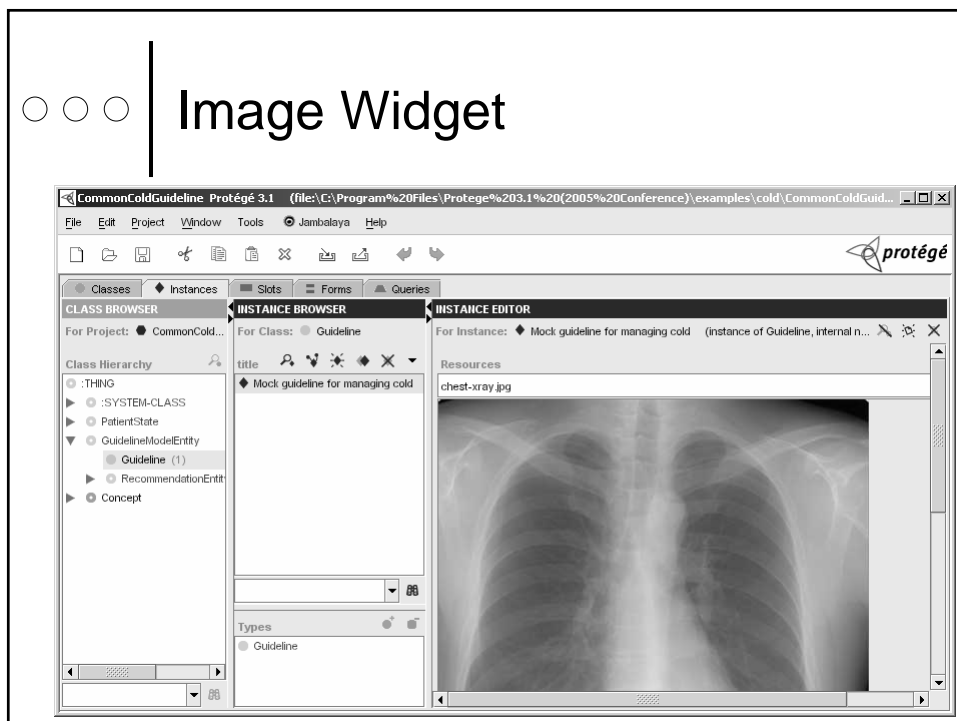 Image Widget
CommonColdGuideline Protégé 3.1 (file:\C:\Program%20Files\Protege%203.1%20(2005%20Conference)\examples\cold\CommonColdGuid...
File Edit Project Window Tools Jambalaya Help
protégé
Classes Instances Slots Forms Queries
CLASS BROWSER
For Project: CommonCold...
Class Hierarchy
:THING
:SYSTEM-CLASS
PatientState
GuidelineModelEntity
Guideline (1)
RecommendationEntit
Concept
INSTANCE BROWSER
For Class: Guideline
title
Mock guideline for managing cold
Types
Guideline
INSTANCE EDITOR
For Instance: Mock guideline for managing cold (instance of Guideline, internal n...
Resources
chest-xray.jpg